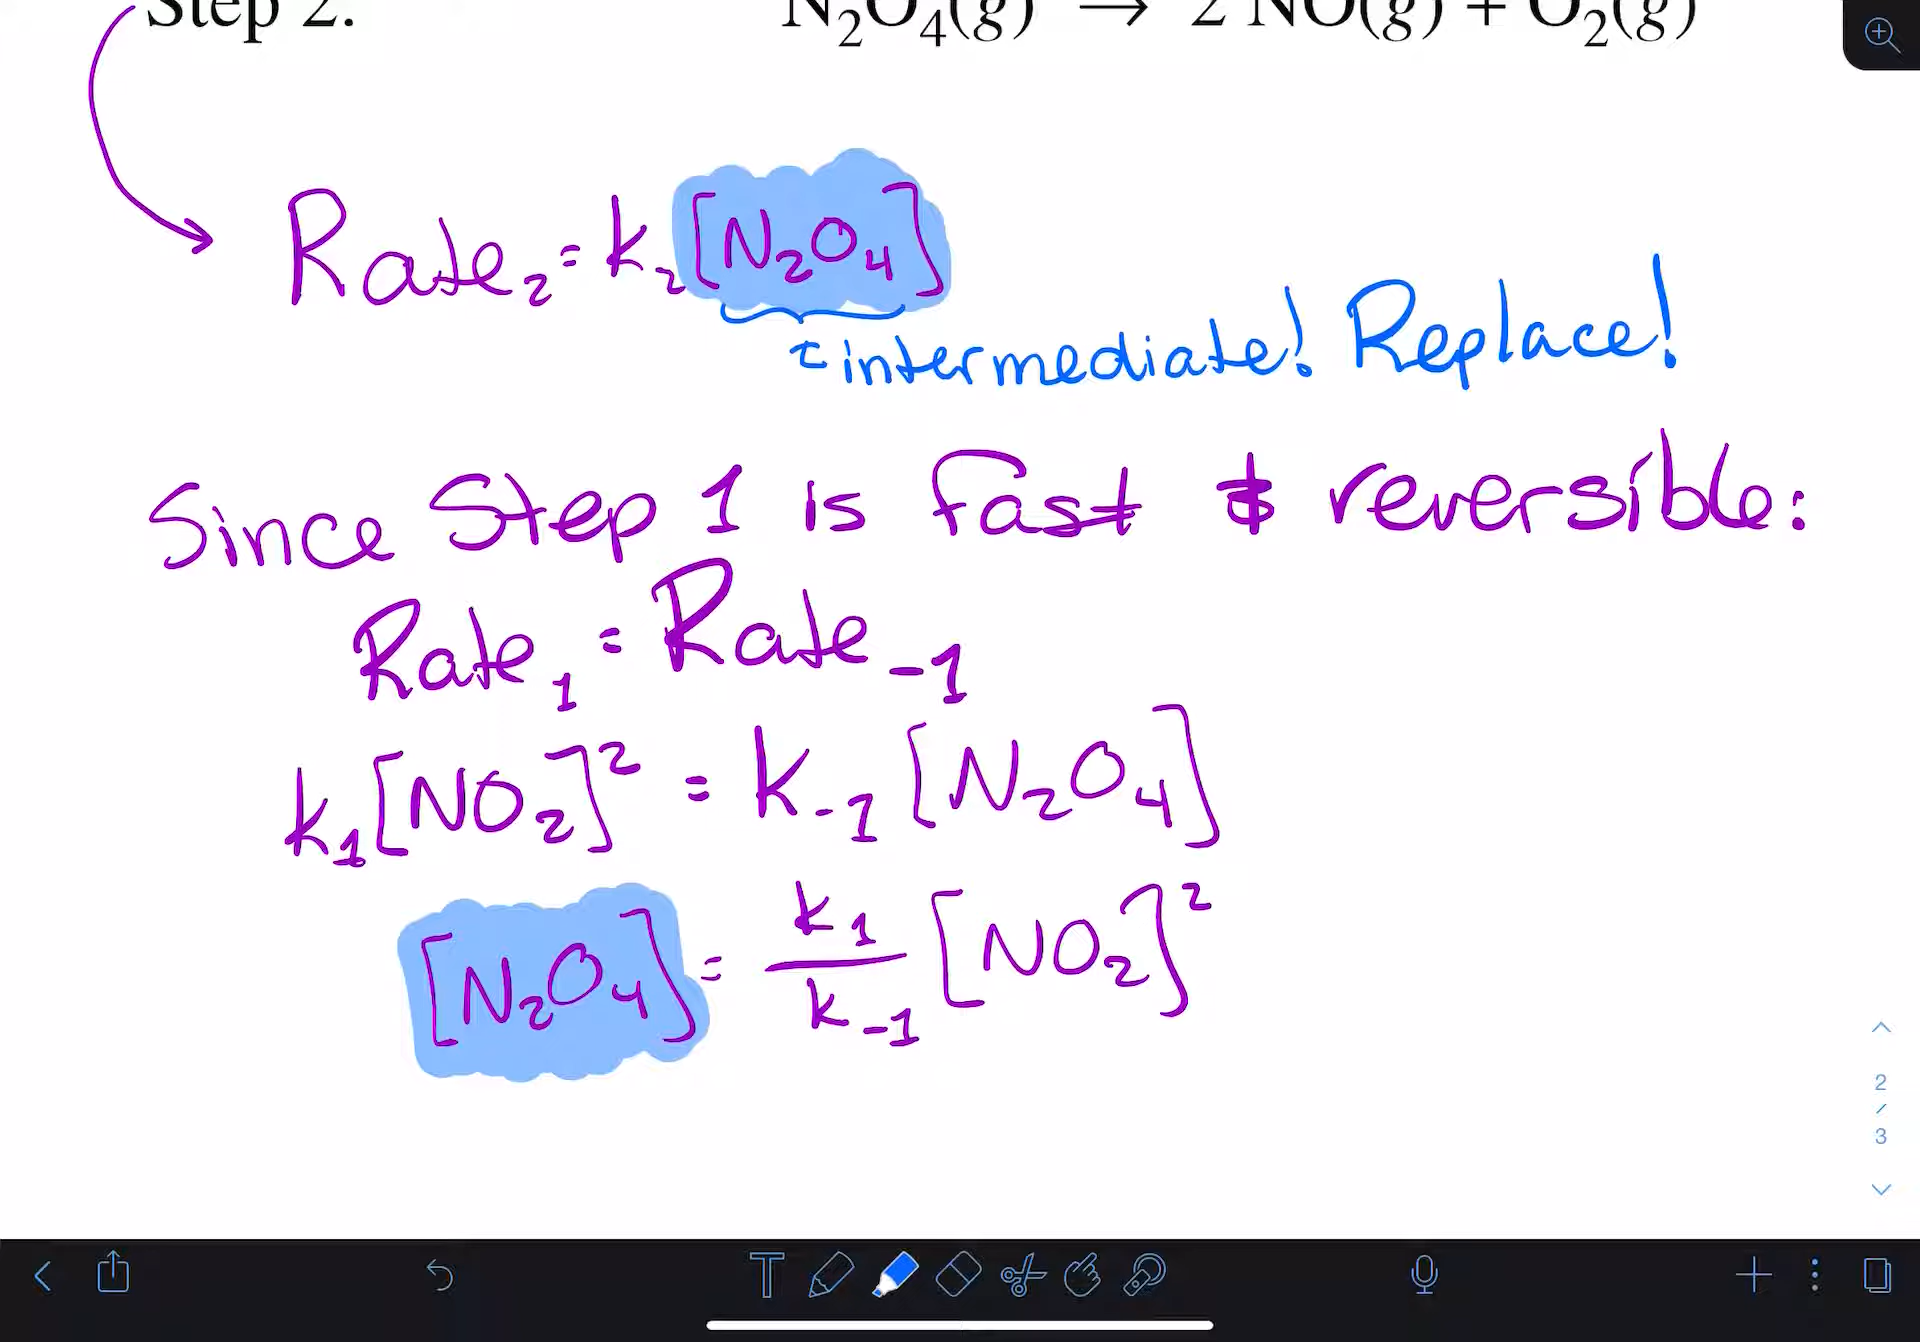 Step 2: N₂O₄(g) → 2 NO(g) + O₂(g)
Rate₂ = k₂[N₂O₄]
= intermediate! Replace!
Since Step 1 is fast & reversible:
Rate₁ = Rate₋₁
k₁[NO₂]² = k₋₁[N₂O₄]
[N₂O₄] = k₁/k₋₁ [NO₂]²
2
/
3
T